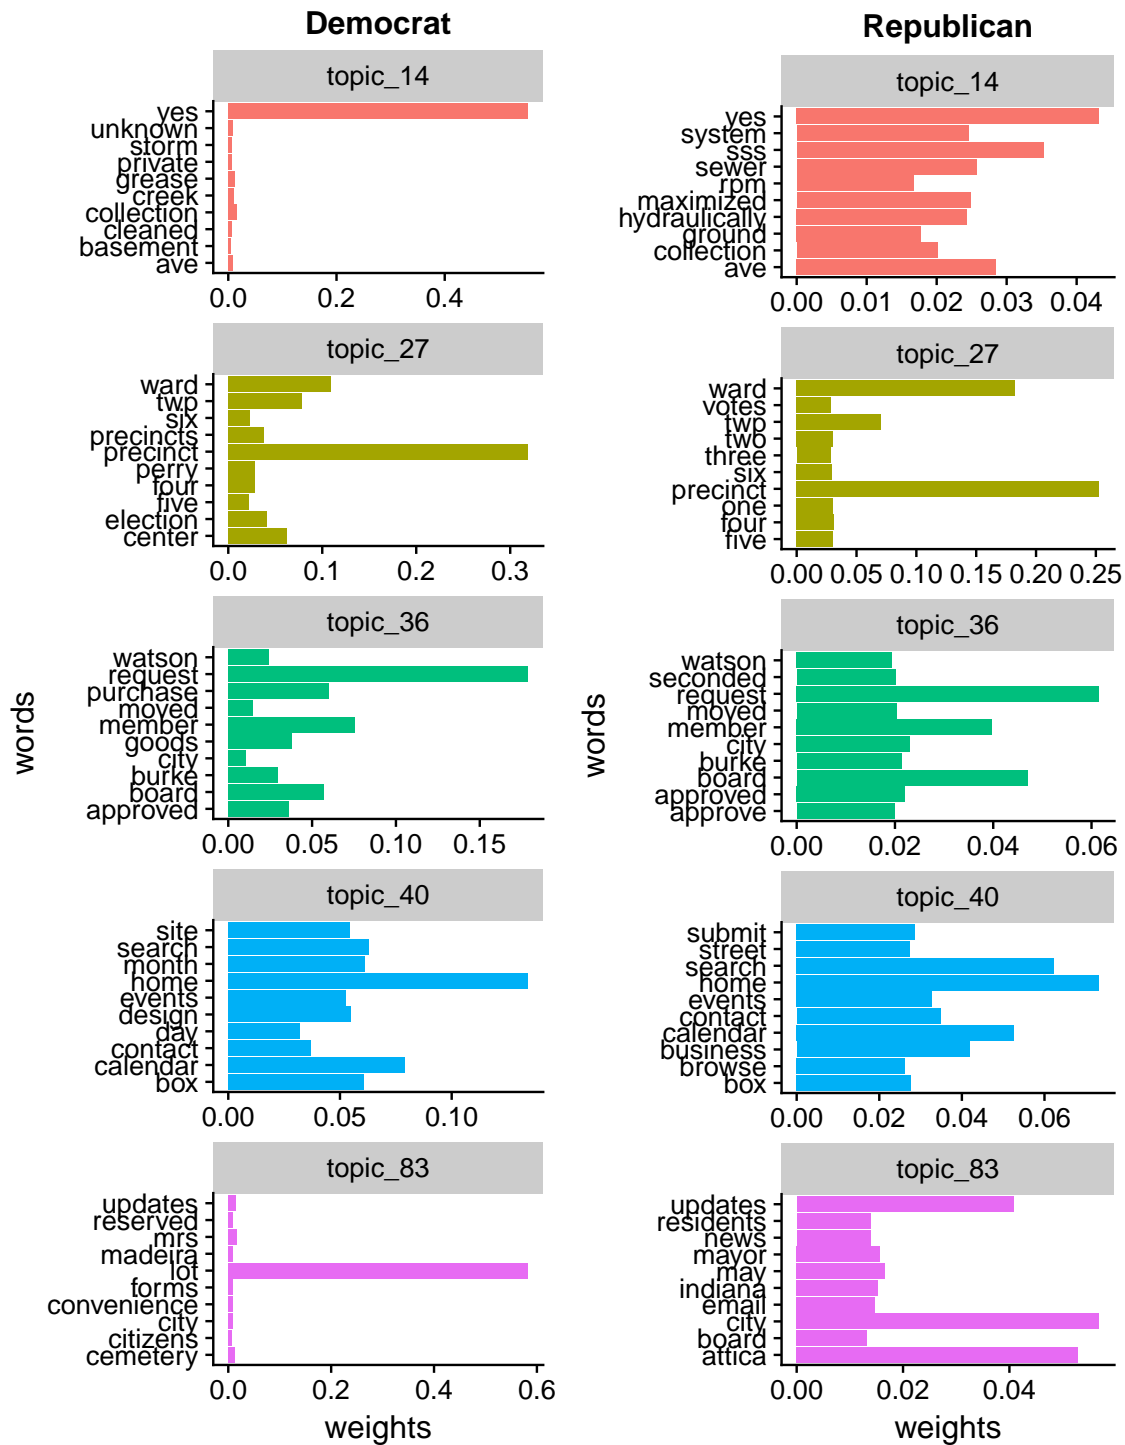 Democrat
topic_14
yes
unknown
storm
private
grease
creek
collection
cleaned
basement
ave
0.0 0.2 0.4
topic_27
ward
twp
six
precincts
precinct
perry
four
five
election
center
0.0 0.1 0.2 0.3
topic_36
watson
request
purchase
moved
member
goods
city
burke
board
approved
0.00 0.05 0.10 0.15
topic_40
site
search
month
home
events
design
day
contact
calendar
box
0.00 0.05 0.10
topic_83
updates
reserved
mrs
madeira
lot
forms
convenience
city
citizens
cemetery
0.0 0.2 0.4 0.6
weights
words
Republican
topic_14
yes
system
sss
sewer
rpm
maximized
hydraulically
ground
collection
ave
0.00 0.01 0.02 0.03 0.04
topic_27
ward
votes
twp
two
three
six
precinct
one
four
five
0.00 0.05 0.10 0.15 0.20 0.25
topic_36
watson
seconded
request
moved
member
city
burke
board
approved
approve
0.00 0.02 0.04 0.06
topic_40
submit
street
search
home
events
contact
calendar
business
browse
box
0.00 0.02 0.04 0.06
topic_83
updates
residents
news
mayor
may
indiana
email
city
board
attica
0.00 0.02 0.04
weights
words